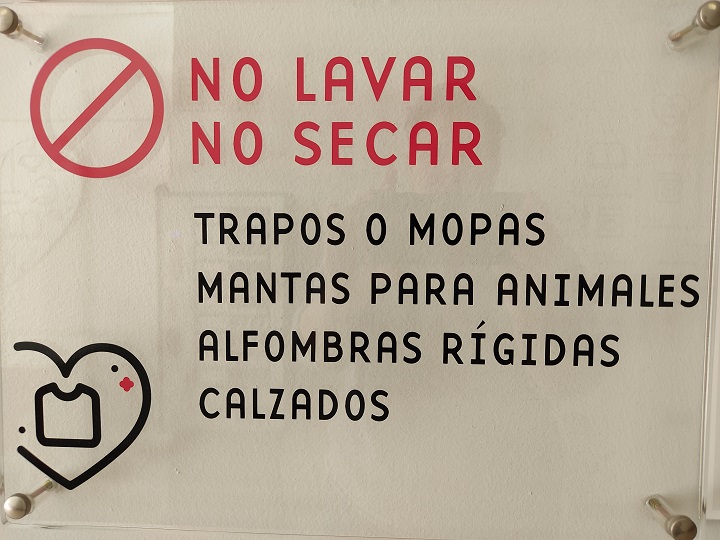 NO LAVAR
NO SECAR
TRAPOS O MOPAS
MANTAS PARA ANIMALES
ALFOMBRAS RÍGIDAS
CALZADOS